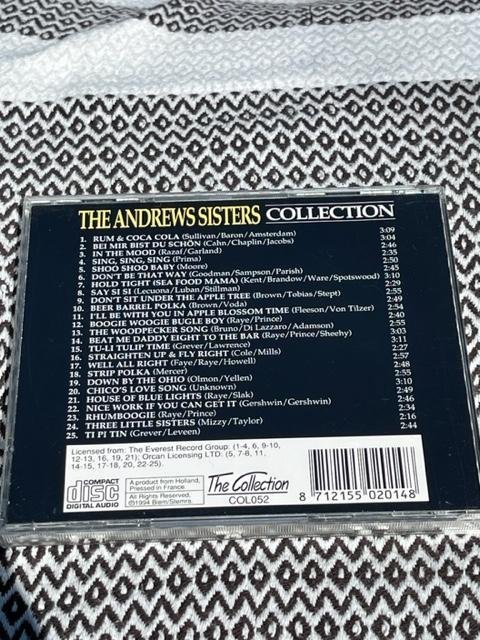 THE ANDREWS SISTERS COLLECTION
1. RUM & COCA COLA (Sullivan/Baron/Amsterdam) 3:09
2. BEI MIR BIST DU SCHÖN (Cahn/Chaplin/Jacobs) 3:04
3. IN THE MOOD (Razaf/Garland) 2:46
4. SING, SING, SING (Prima) 2:35
5. SHOO SHOO BABY (Moore) 2:50
6. DON'T BE THAT WAY (Goodman/Sampson/Parish) 2:45
7. HOLD TIGHT (SEA FOOD MAMA) (Kent/Brandow/Ware/Spotswood) 3:10
8. SAY SI SI (Lecuona/Luban/Stillman) 2:29
9. DON'T SIT UNDER THE APPLE TREE (Brown/Tobias/Stept) 2:55
10. BEER BARREL POLKA (Brown/Voda) 2:49
11. I'LL BE WITH YOU IN APPLE BLOSSOM TIME (Fleeson/Von Tilzer) 2:54
12. BOOGIE WOOGIE BUGLE BOY (Raye/Prince) 2:40
13. THE WOODPECKER SONG (Bruno/Di Lazzaro/Adamson) 2:55
14. BEAT ME DADDY EIGHT TO THE BAR (Raye/Prince/Sheehy) 3:03
15. TU-LI TULIP TIME (Grever/Lawrence) 3:11
16. STRAIGHTEN UP & FLY RIGHT (Cole/Mills) 2:27
17. WELL ALL RIGHT (Faye/Raye/Howell) 2:57
18. STRIP POLKA (Mercer) 2:48
19. DOWN BY THE OHIO (Olmon/Yellen) 2:55
20. CHICO'S LOVE SONG (Unknown) 3:10
21. HOUSE OF BLUE LIGHTS (Raye/Slak) 2:49
22. NICE WORK IF YOU CAN GET IT (Gershwin/Gershwin) 2:46
23. RHUMBOOGIE (Raye/Prince) 2:34
24. THREE LITTLE SISTERS (Mizzy/Taylor) 2:16
25. TI PI TIN (Grever/Leveen) 2:44
Licensed from: The Everest Record Group: (1-4, 6, 9-10,
12-13, 16, 19, 21); Orcan Licensing LTD: (5, 7-8, 11,
14-15, 17-18, 20, 22-25).
COMPACT
disc
DIGITAL AUDIO
A product from Holland,
Pressed in France.
All Rights Reserved.
©1994 Biem/Stemra.
The Collection
COL052
8 712155 020148